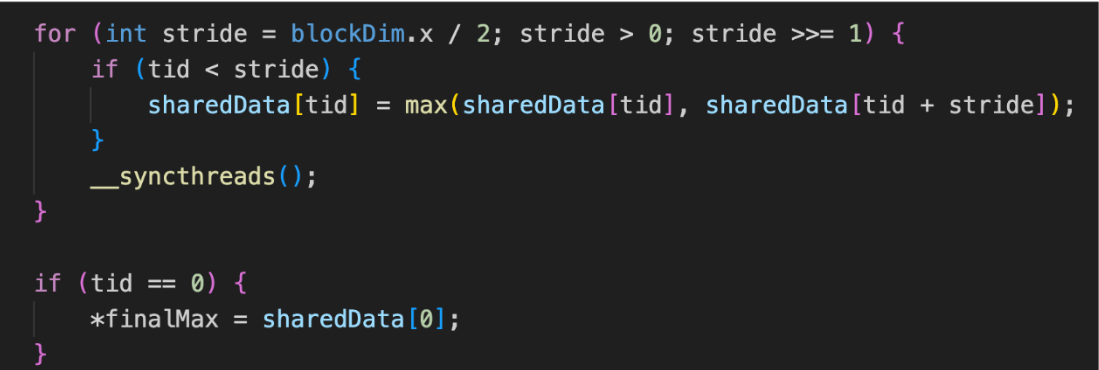 for (int stride = blockDim.x / 2; stride > 0; stride >>= 1) {
    if (tid < stride) {
        sharedData[tid] = max(sharedData[tid], sharedData[tid + stride]);
    }
    __syncthreads();
}

if (tid == 0) {
    *finalMax = sharedData[0];
}